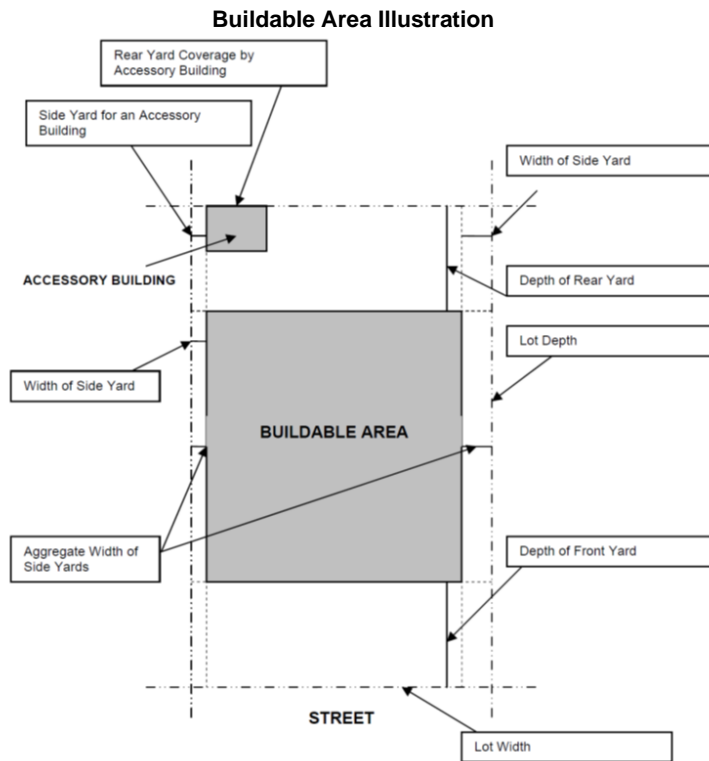 Buildable Area Illustration
Rear Yard Coverage by
Accessory Building
Side Yard for an Accessory
Building
Width of Side Yard
ACCESSORY BUILDING
Depth of Rear Yard
Lot Depth
Width of Side Yard
BUILDABLE AREA
Aggregate Width of
Side Yards
Depth of Front Yard
STREET
Lot Width